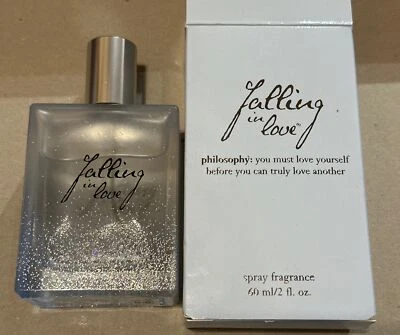 falling
in
love
falling
in
love™
philosophy: you must love yourself
before you can truly love another
spray fragrance
60 ml/2 fl. oz.